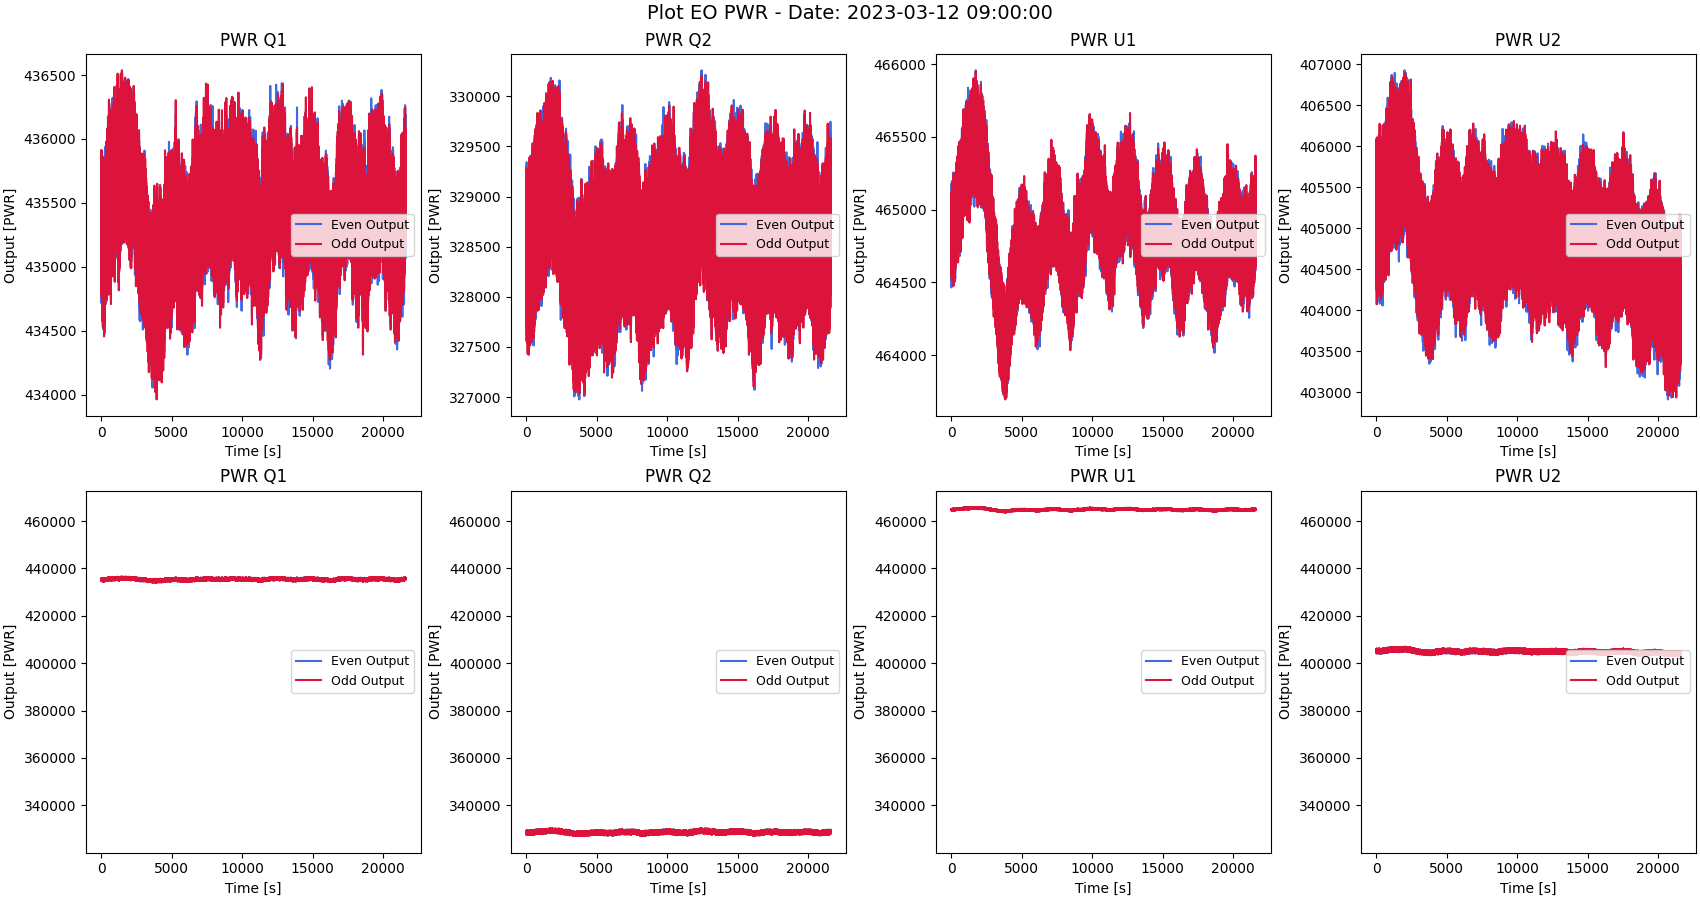 Plot EO PWR - Date: 2023-03-12 09:00:00
PWR Q1
Output [PWR]
436500
436000
435500
435000
434500
434000
Even Output
Odd Output
0 5000 10000 15000 20000
Time [s]
PWR Q2
Output [PWR]
330000
329500
329000
328500
328000
327500
327000
Even Output
Odd Output
0 5000 10000 15000 20000
Time [s]
PWR U1
Output [PWR]
466000
465500
465000
464500
464000
Even Output
Odd Output
0 5000 10000 15000 20000
Time [s]
PWR U2
Output [PWR]
407000
406500
406000
405500
405000
404500
404000
403500
403000
Even Output
Odd Output
0 5000 10000 15000 20000
Time [s]
PWR Q1
Output [PWR]
460000
440000
420000
400000
380000
360000
340000
Even Output
Odd Output
0 5000 10000 15000 20000
Time [s]
PWR Q2
Output [PWR]
460000
440000
420000
400000
380000
360000
340000
Even Output
Odd Output
0 5000 10000 15000 20000
Time [s]
PWR U1
Output [PWR]
460000
440000
420000
400000
380000
360000
340000
Even Output
Odd Output
0 5000 10000 15000 20000
Time [s]
PWR U2
Output [PWR]
460000
440000
420000
400000
380000
360000
340000
Even Output
Odd Output
0 5000 10000 15000 20000
Time [s]